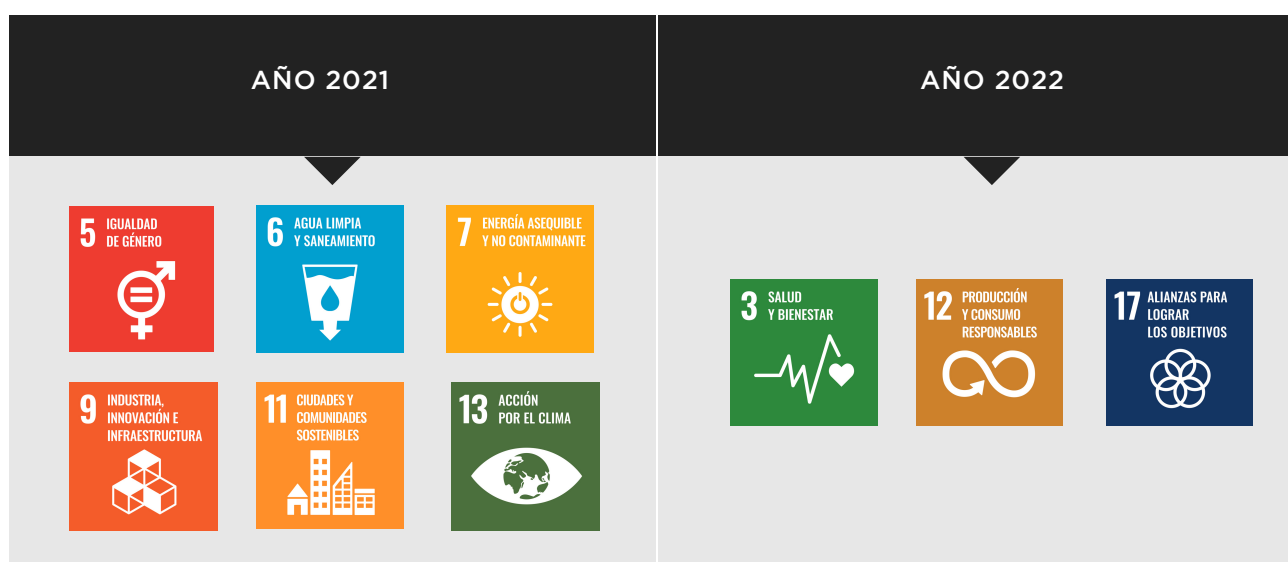 AÑO 2021
5 IGUALDAD
DE GÉNERO
6 AGUA LIMPIA
Y SANEAMIENTO
7 ENERGÍA ASEQUIBLE
Y NO CONTAMINANTE
9 INDUSTRIA,
INNOVACIÓN E
INFRAESTRUCTURA
11 CIUDADES Y
COMUNIDADES
SOSTENIBLES
13 ACCIÓN
POR EL CLIMA
AÑO 2022
3 SALUD
Y BIENESTAR
12 PRODUCCIÓN
Y CONSUMO
RESPONSABLES
17 ALIANZAS PARA
LOGRAR
LOS OBJETIVOS